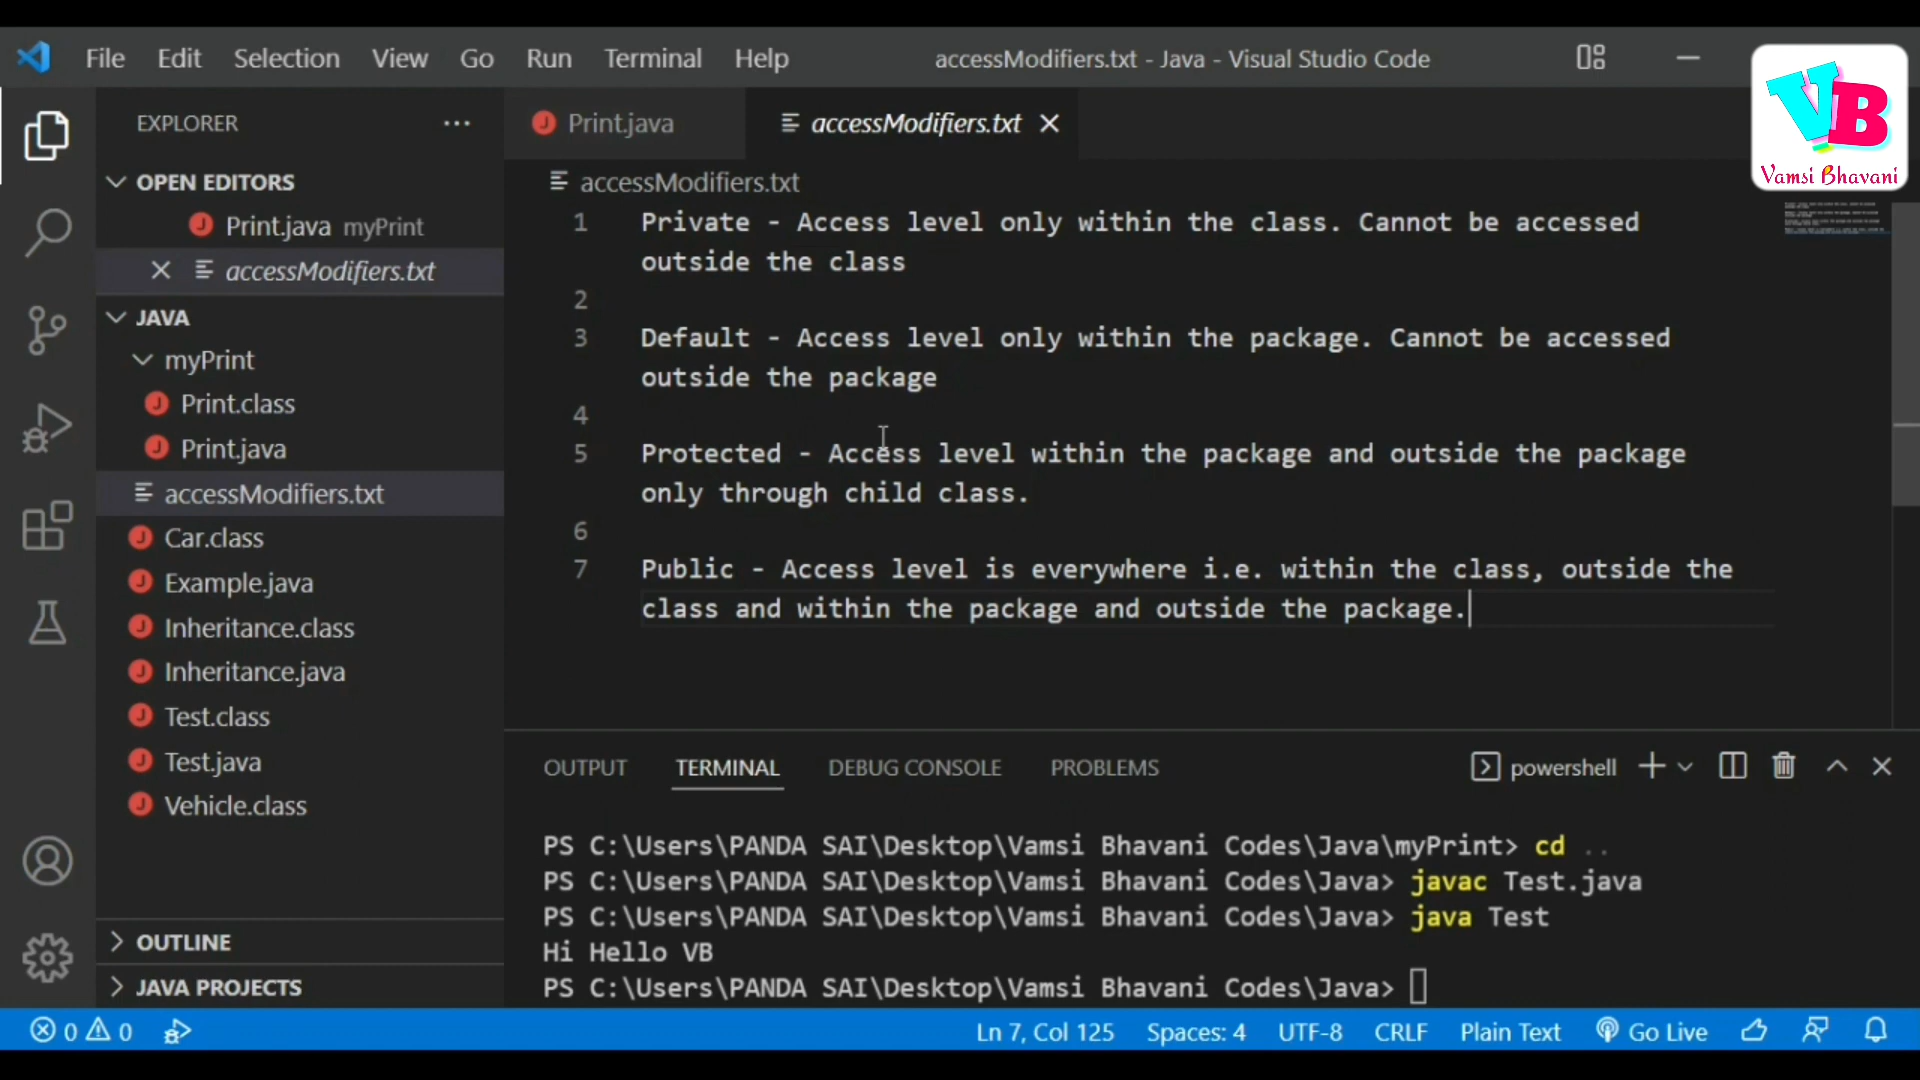 File Edit Selection View Go Run Terminal Help accessModifiers.txt - Java - Visual Studio Code
VB
Vamsi Bhavani
EXPLORER ...
OPEN EDITORS
Print.java myPrint
accessModifiers.txt
JAVA
myPrint
Print.class
Print.java
accessModifiers.txt
Car.class
Example.java
Inheritance.class
Inheritance.java
Test.class
Test.java
Vehicle.class
OUTLINE
JAVA PROJECTS
Print.java accessModifiers.txt
accessModifiers.txt
1 Private - Access level only within the class. Cannot be accessed
outside the class
2
3 Default - Access level only within the package. Cannot be accessed
outside the package
4
5 Protected - Access level within the package and outside the package
only through child class.
6
7 Public - Access level is everywhere i.e. within the class, outside the
class and within the package and outside the package.
OUTPUT TERMINAL DEBUG CONSOLE PROBLEMS powershell
PS C:\Users\PANDA SAI\Desktop\Vamsi Bhavani Codes\Java\myPrint> cd ..
PS C:\Users\PANDA SAI\Desktop\Vamsi Bhavani Codes\Java> javac Test.java
PS C:\Users\PANDA SAI\Desktop\Vamsi Bhavani Codes\Java> java Test
Hi Hello VB
PS C:\Users\PANDA SAI\Desktop\Vamsi Bhavani Codes\Java>
0 0 Ln 7, Col 125 Spaces: 4 UTF-8 CRLF Plain Text Go Live